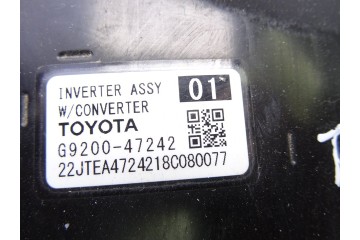 INVERTER ASSY 01
W/CONVERTER
TOYOTA
G9200-47242
22JTEA4724218C080077